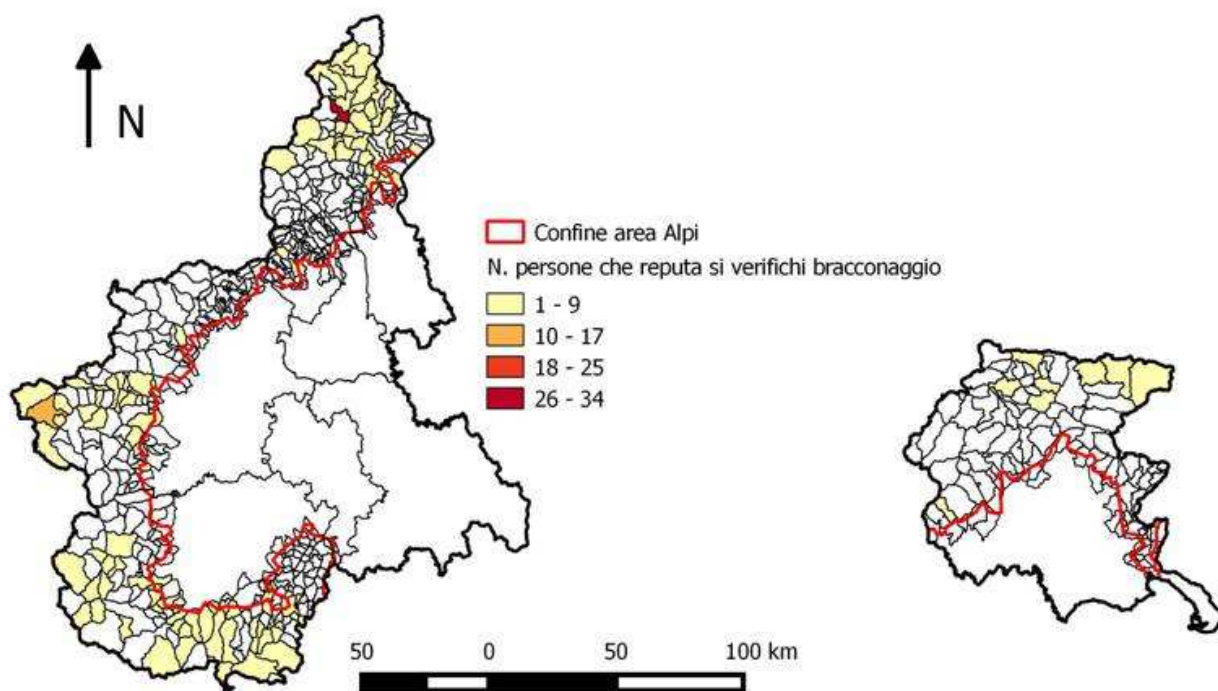 N
Confine area Alpi
N. persone che reputa si verifichi bracconaggio
1 - 9
10 - 17
18 - 25
26 - 34
50 0 50 100 km